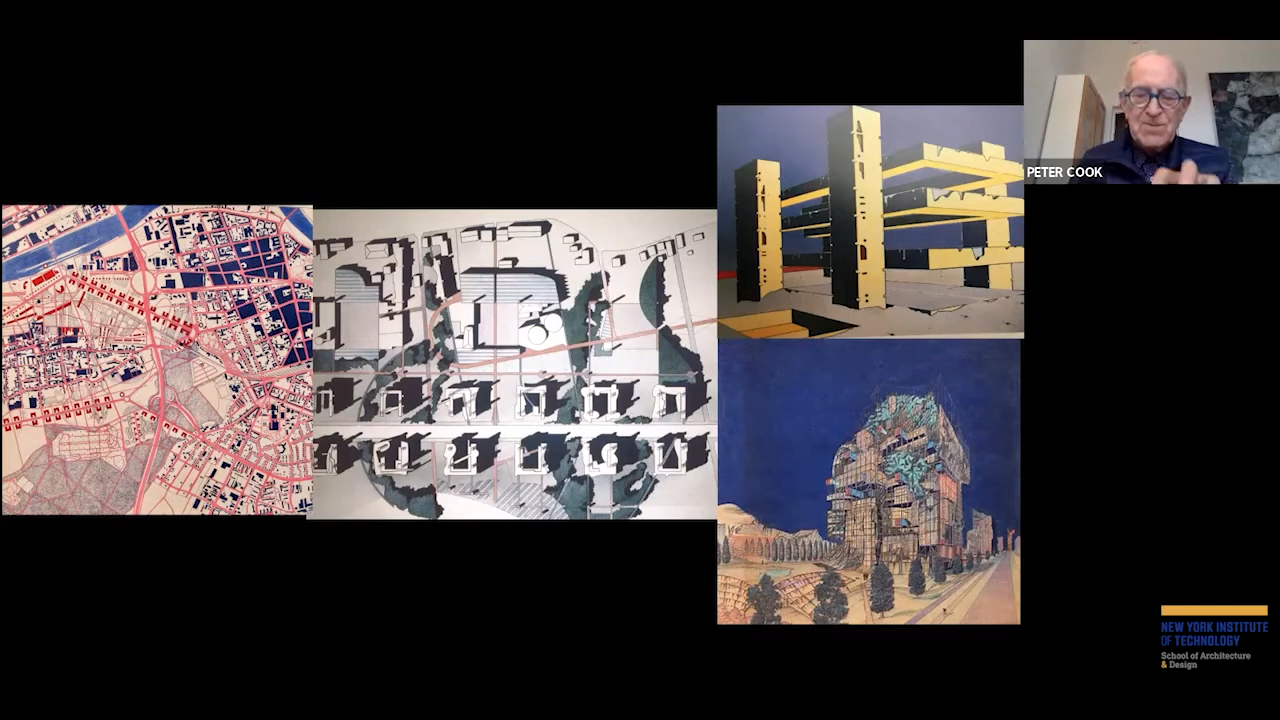 PETER COOK
NEW YORK INSTITUTE
OF TECHNOLOGY
School of Architecture
& Design